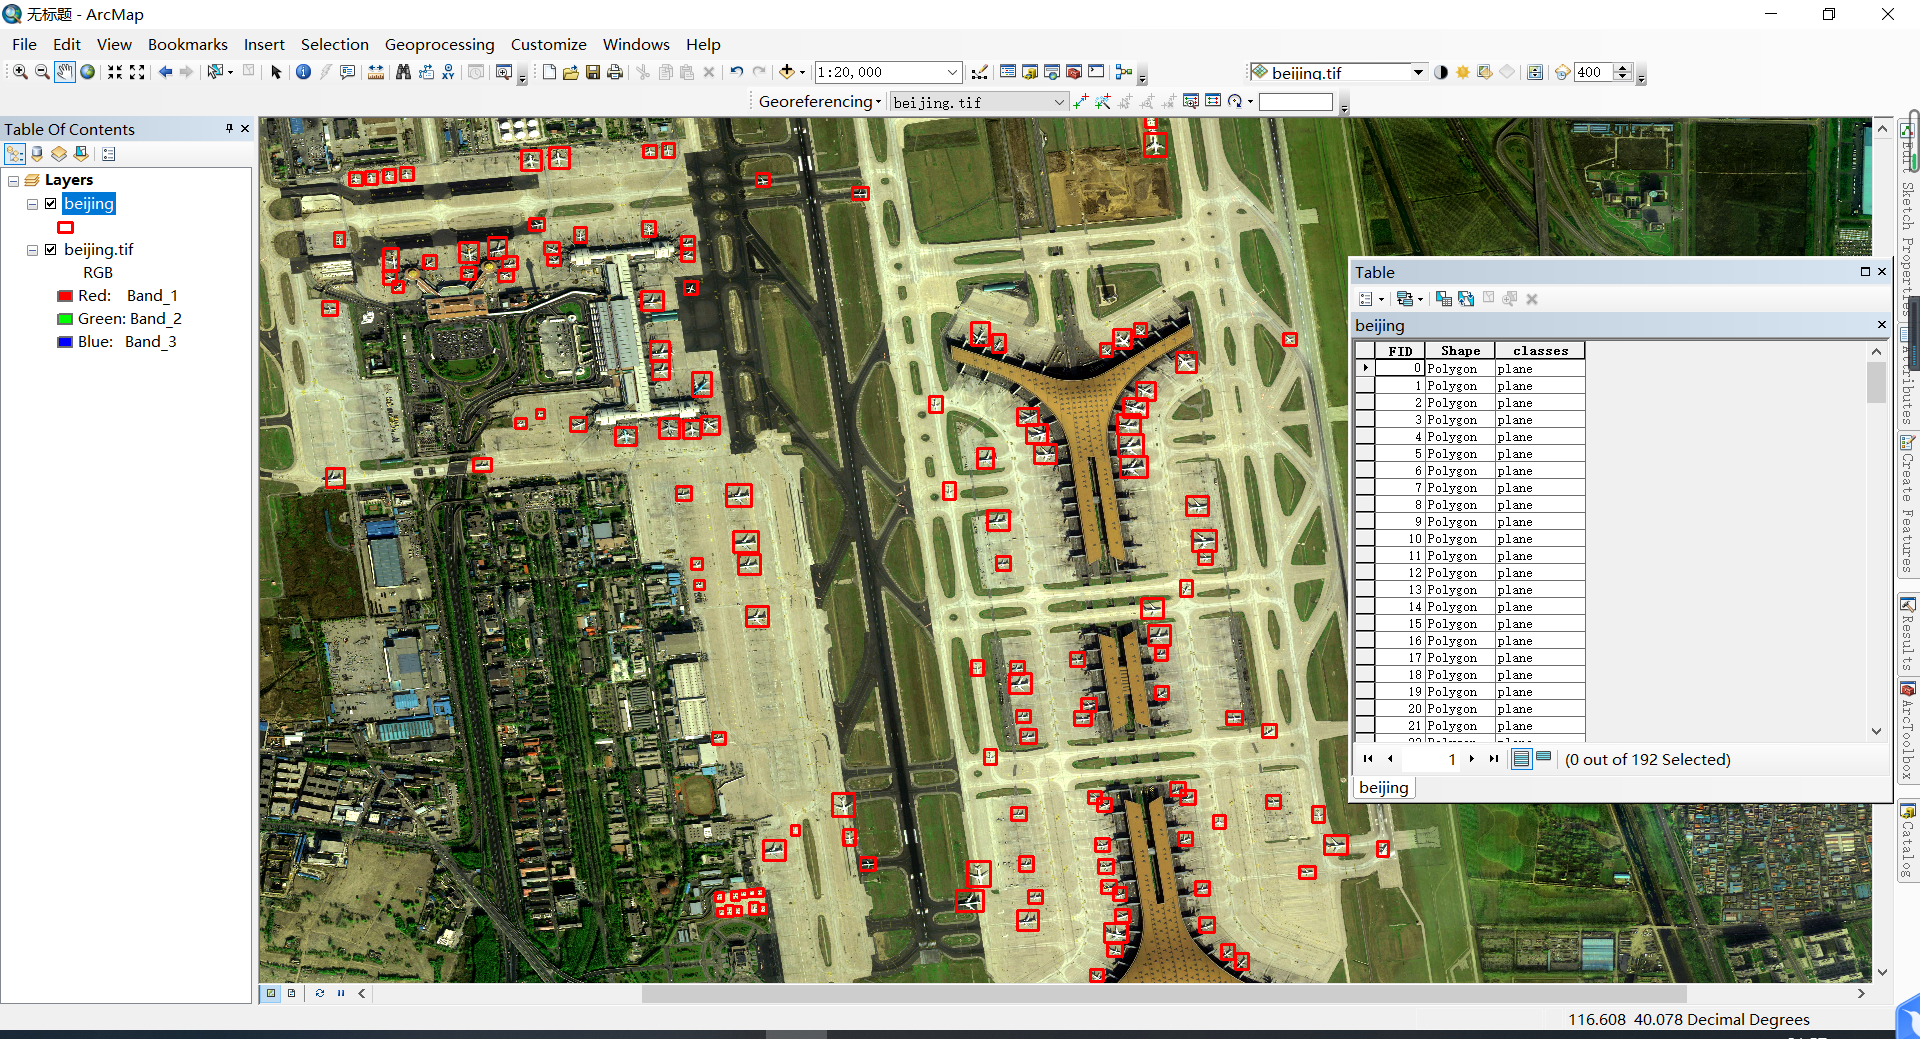 无标题 - ArcMap
File Edit View Bookmarks Insert Selection Geoprocessing Customize Windows Help
1:20,000
beijing.tif
400
Georeferencing
beijing.tif
Table Of Contents
Layers
beijing
beijing.tif
RGB
Red: Band_1
Green: Band_2
Blue: Band_3
Table
beijing
FID Shape classes
0 Polygon plane
1 Polygon plane
2 Polygon plane
3 Polygon plane
4 Polygon plane
5 Polygon plane
6 Polygon plane
7 Polygon plane
8 Polygon plane
9 Polygon plane
10 Polygon plane
11 Polygon plane
12 Polygon plane
13 Polygon plane
14 Polygon plane
15 Polygon plane
16 Polygon plane
17 Polygon plane
18 Polygon plane
19 Polygon plane
20 Polygon plane
21 Polygon plane
1
(0 out of 192 Selected)
beijing
Sketch Properties
Attributes
Create Features
Results
ArcToolbox
Catalog
116.608 40.078 Decimal Degrees